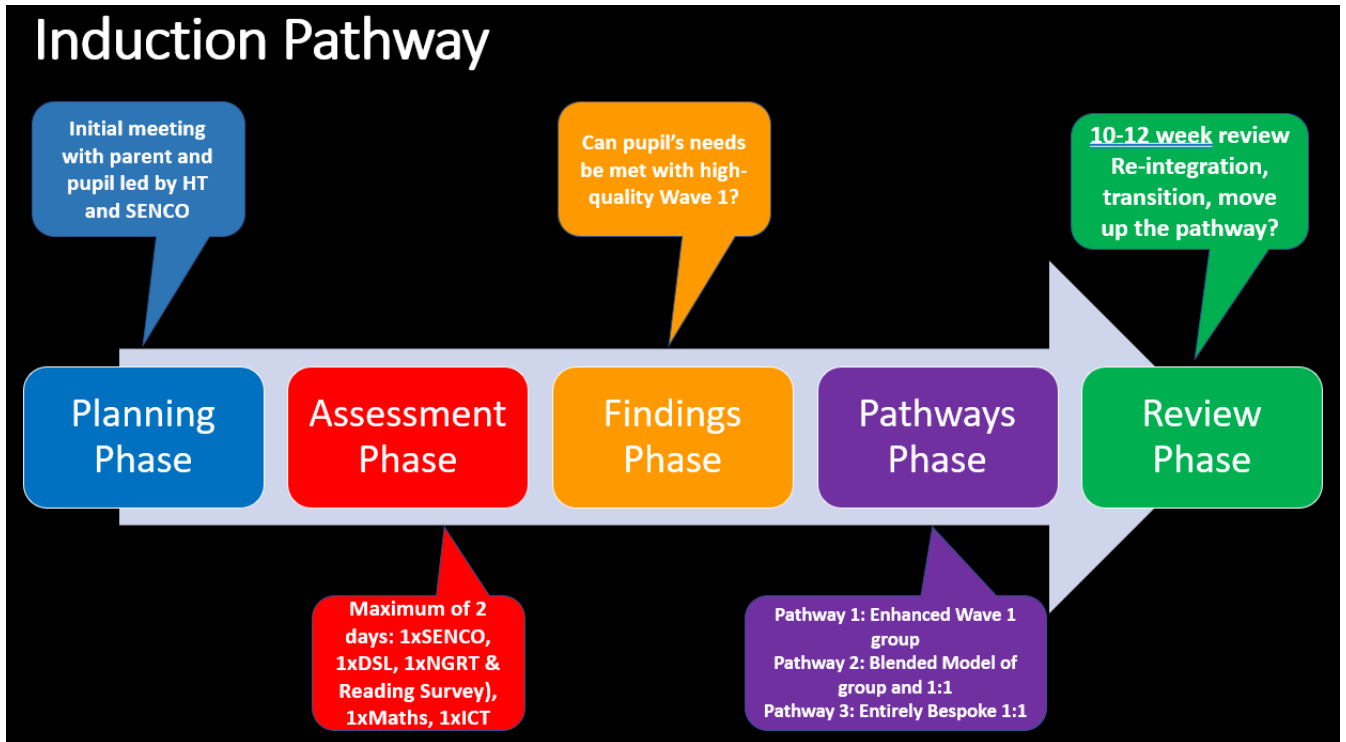 Induction Pathway
Initial meeting
with parent and
pupil led by HT
and SENCO
Can pupil's needs
be met with high-
quality Wave 1?
10-12 week review
Re-integration,
transition, move
up the pathway?
Planning
Phase
Assessment
Phase
Findings
Phase
Pathways
Phase
Review
Phase
Maximum of 2
days: 1xSENCO,
1xDSL, 1xNGRT &
Reading Survey),
1xMaths, 1xICT
Pathway 1: Enhanced Wave 1
group
Pathway 2: Blended Model of
group and 1:1
Pathway 3: Entirely Bespoke 1:1